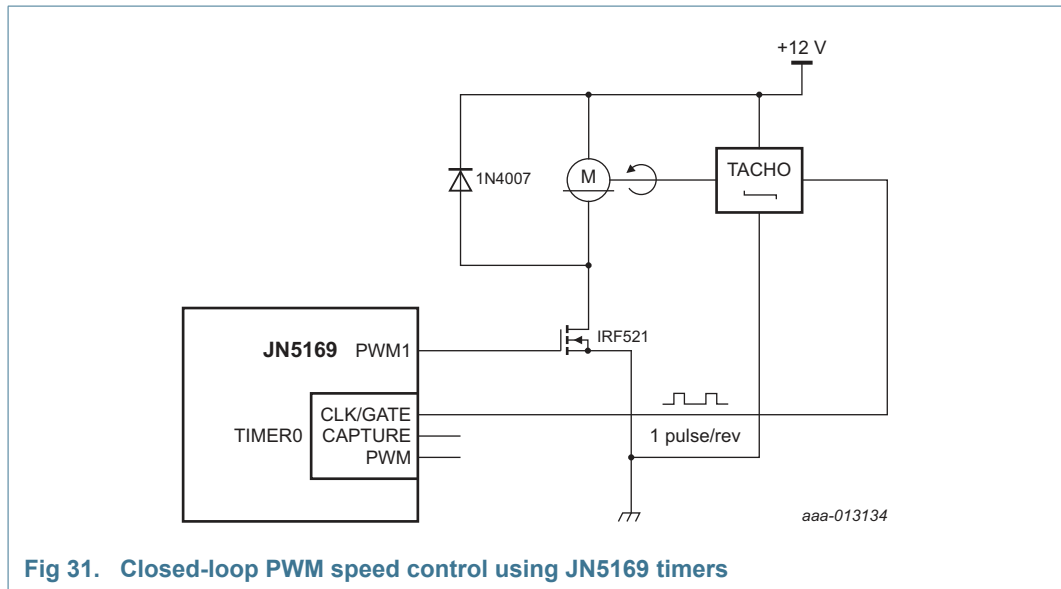 +12 V
1N4007
M
TACHO
IRF521
JN5169 PWM1
CLK/GATE
TIMER0 CAPTURE
PWM
1 pulse/rev
aaa-013134
Fig 31. Closed-loop PWM speed control using JN5169 timers